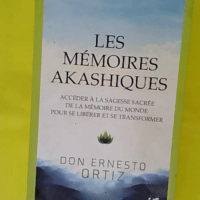 LES
MÉMOIRES
AKASHIQUES
ACCÉDER À LA SAGESSE SACRÉE
DE LA MÉMOIRE DU MONDE
POUR SE LIBÉRER ET SE TRANSFORMER
DON ERNESTO
ORTIZ